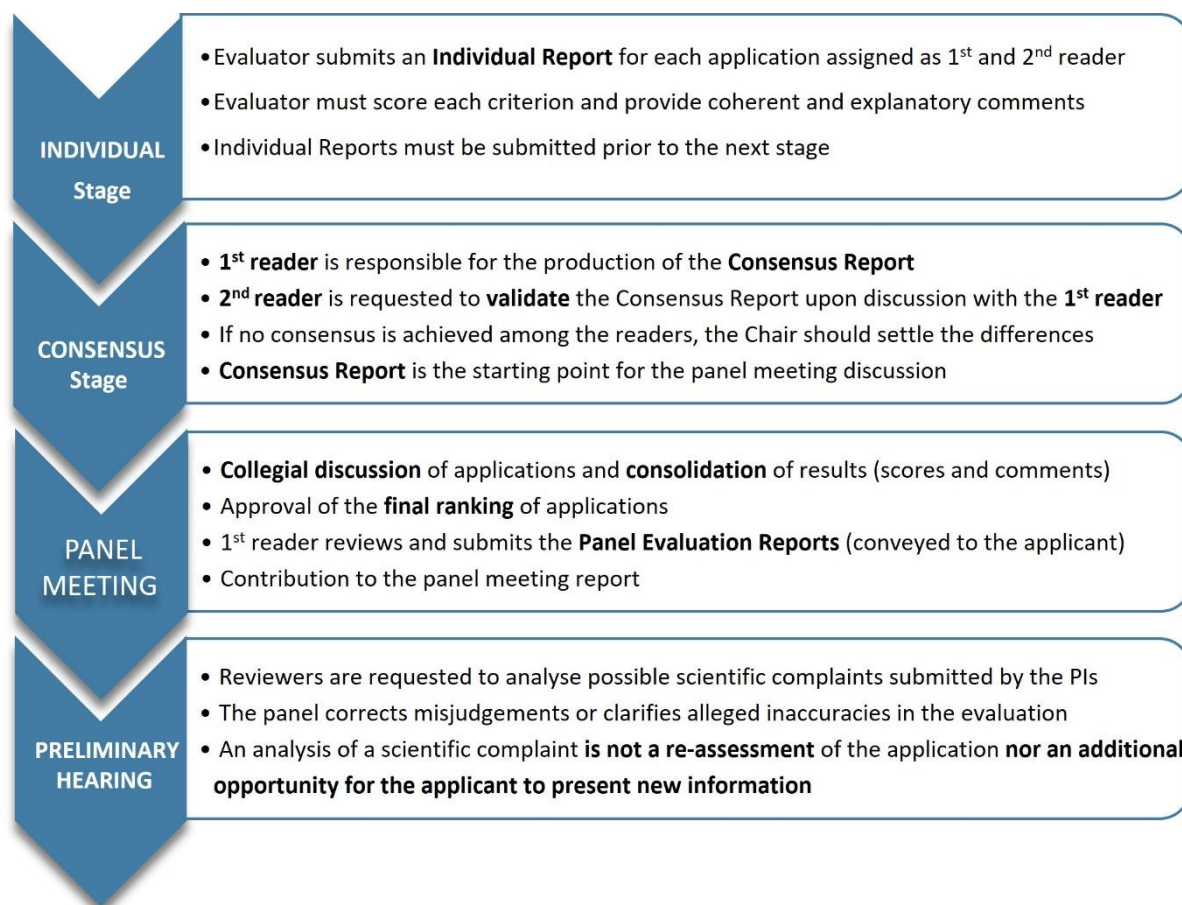 INDIVIDUAL
Stage
•Evaluator submits an Individual Report for each application assigned as 1st and 2nd reader
•Evaluator must score each criterion and provide coherent and explanatory comments
•Individual Reports must be submitted prior to the next stage
CONSENSUS
Stage
• 1st reader is responsible for the production of the Consensus Report
• 2nd reader is requested to validate the Consensus Report upon discussion with the 1st reader
• If no consensus is achieved among the readers, the Chair should settle the differences
• Consensus Report is the starting point for the panel meeting discussion
PANEL
MEETING
• Collegial discussion of applications and consolidation of results (scores and comments)
• Approval of the final ranking of applications
• 1st reader reviews and submits the Panel Evaluation Reports (conveyed to the applicant)
• Contribution to the panel meeting report
PRELIMINARY
HEARING
• Reviewers are requested to analyse possible scientific complaints submitted by the PIs
• The panel corrects misjudgements or clarifies alleged inaccuracies in the evaluation
• An analysis of a scientific complaint is not a re-assessment of the application nor an additional
opportunity for the applicant to present new information